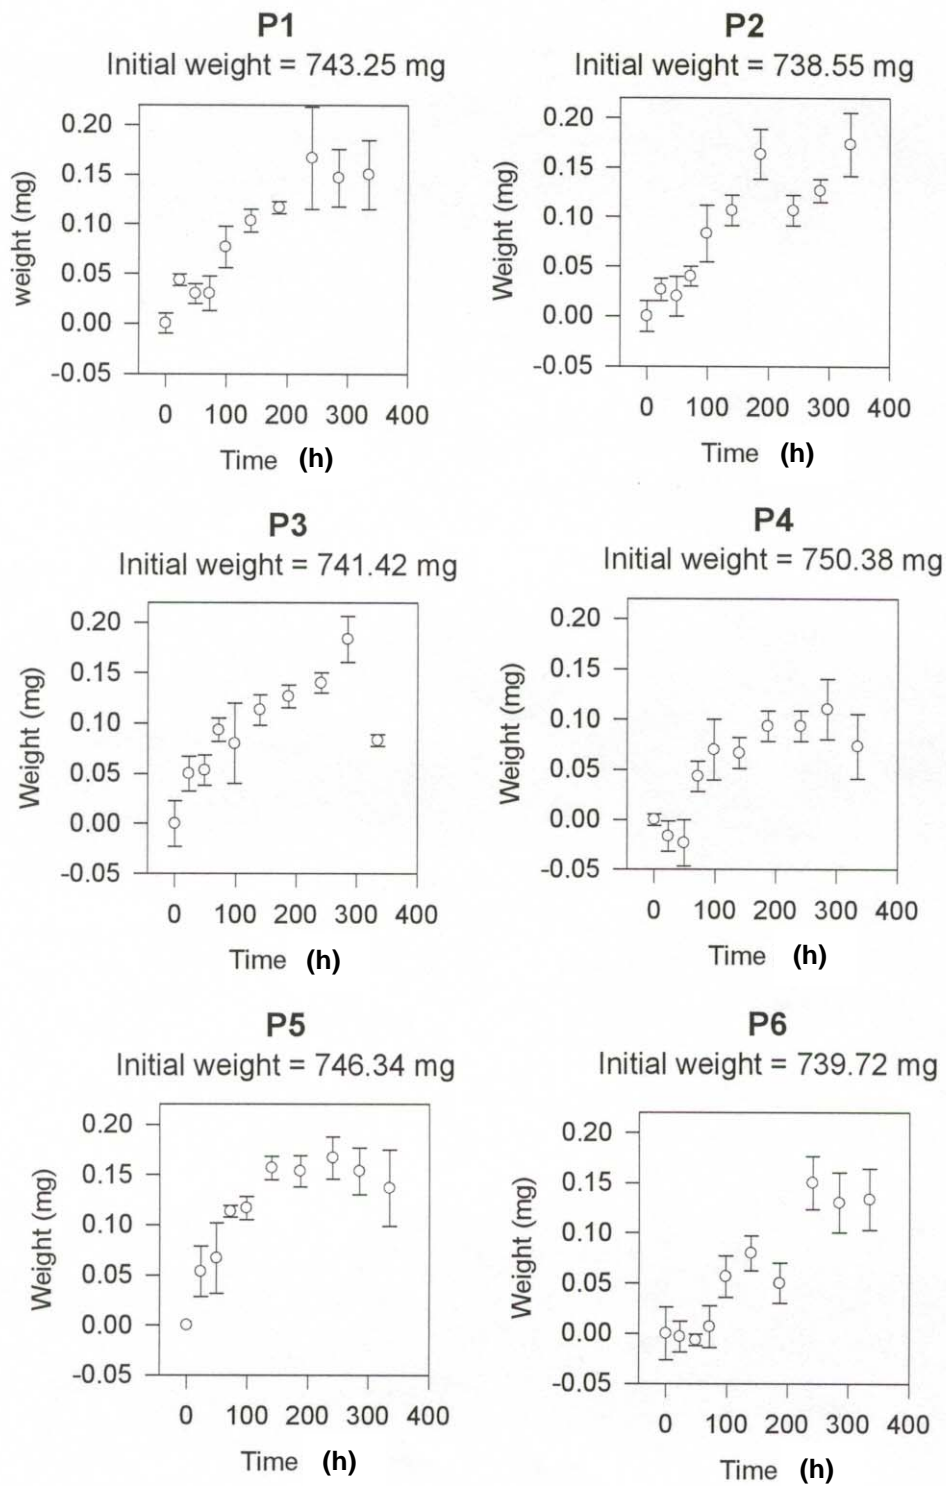 P1
Initial weight = 743.25 mg
weight (mg)
0.20
0.15
0.10
0.05
0.00
-0.05
0 100 200 300 400
Time (h)
P2
Initial weight = 738.55 mg
Weight (mg)
0.20
0.15
0.10
0.05
0.00
-0.05
0 100 200 300 400
Time (h)
P3
Initial weight = 741.42 mg
Weight (mg)
0.20
0.15
0.10
0.05
0.00
-0.05
0 100 200 300 400
Time (h)
P4
Initial weight = 750.38 mg
Weight (mg)
0.20
0.15
0.10
0.05
0.00
-0.05
0 100 200 300 400
Time (h)
P5
Initial weight = 746.34 mg
Weight (mg)
0.20
0.15
0.10
0.05
0.00
-0.05
0 100 200 300 400
Time (h)
P6
Initial weight = 739.72 mg
Weight (mg)
0.20
0.15
0.10
0.05
0.00
-0.05
0 100 200 300 400
Time (h)